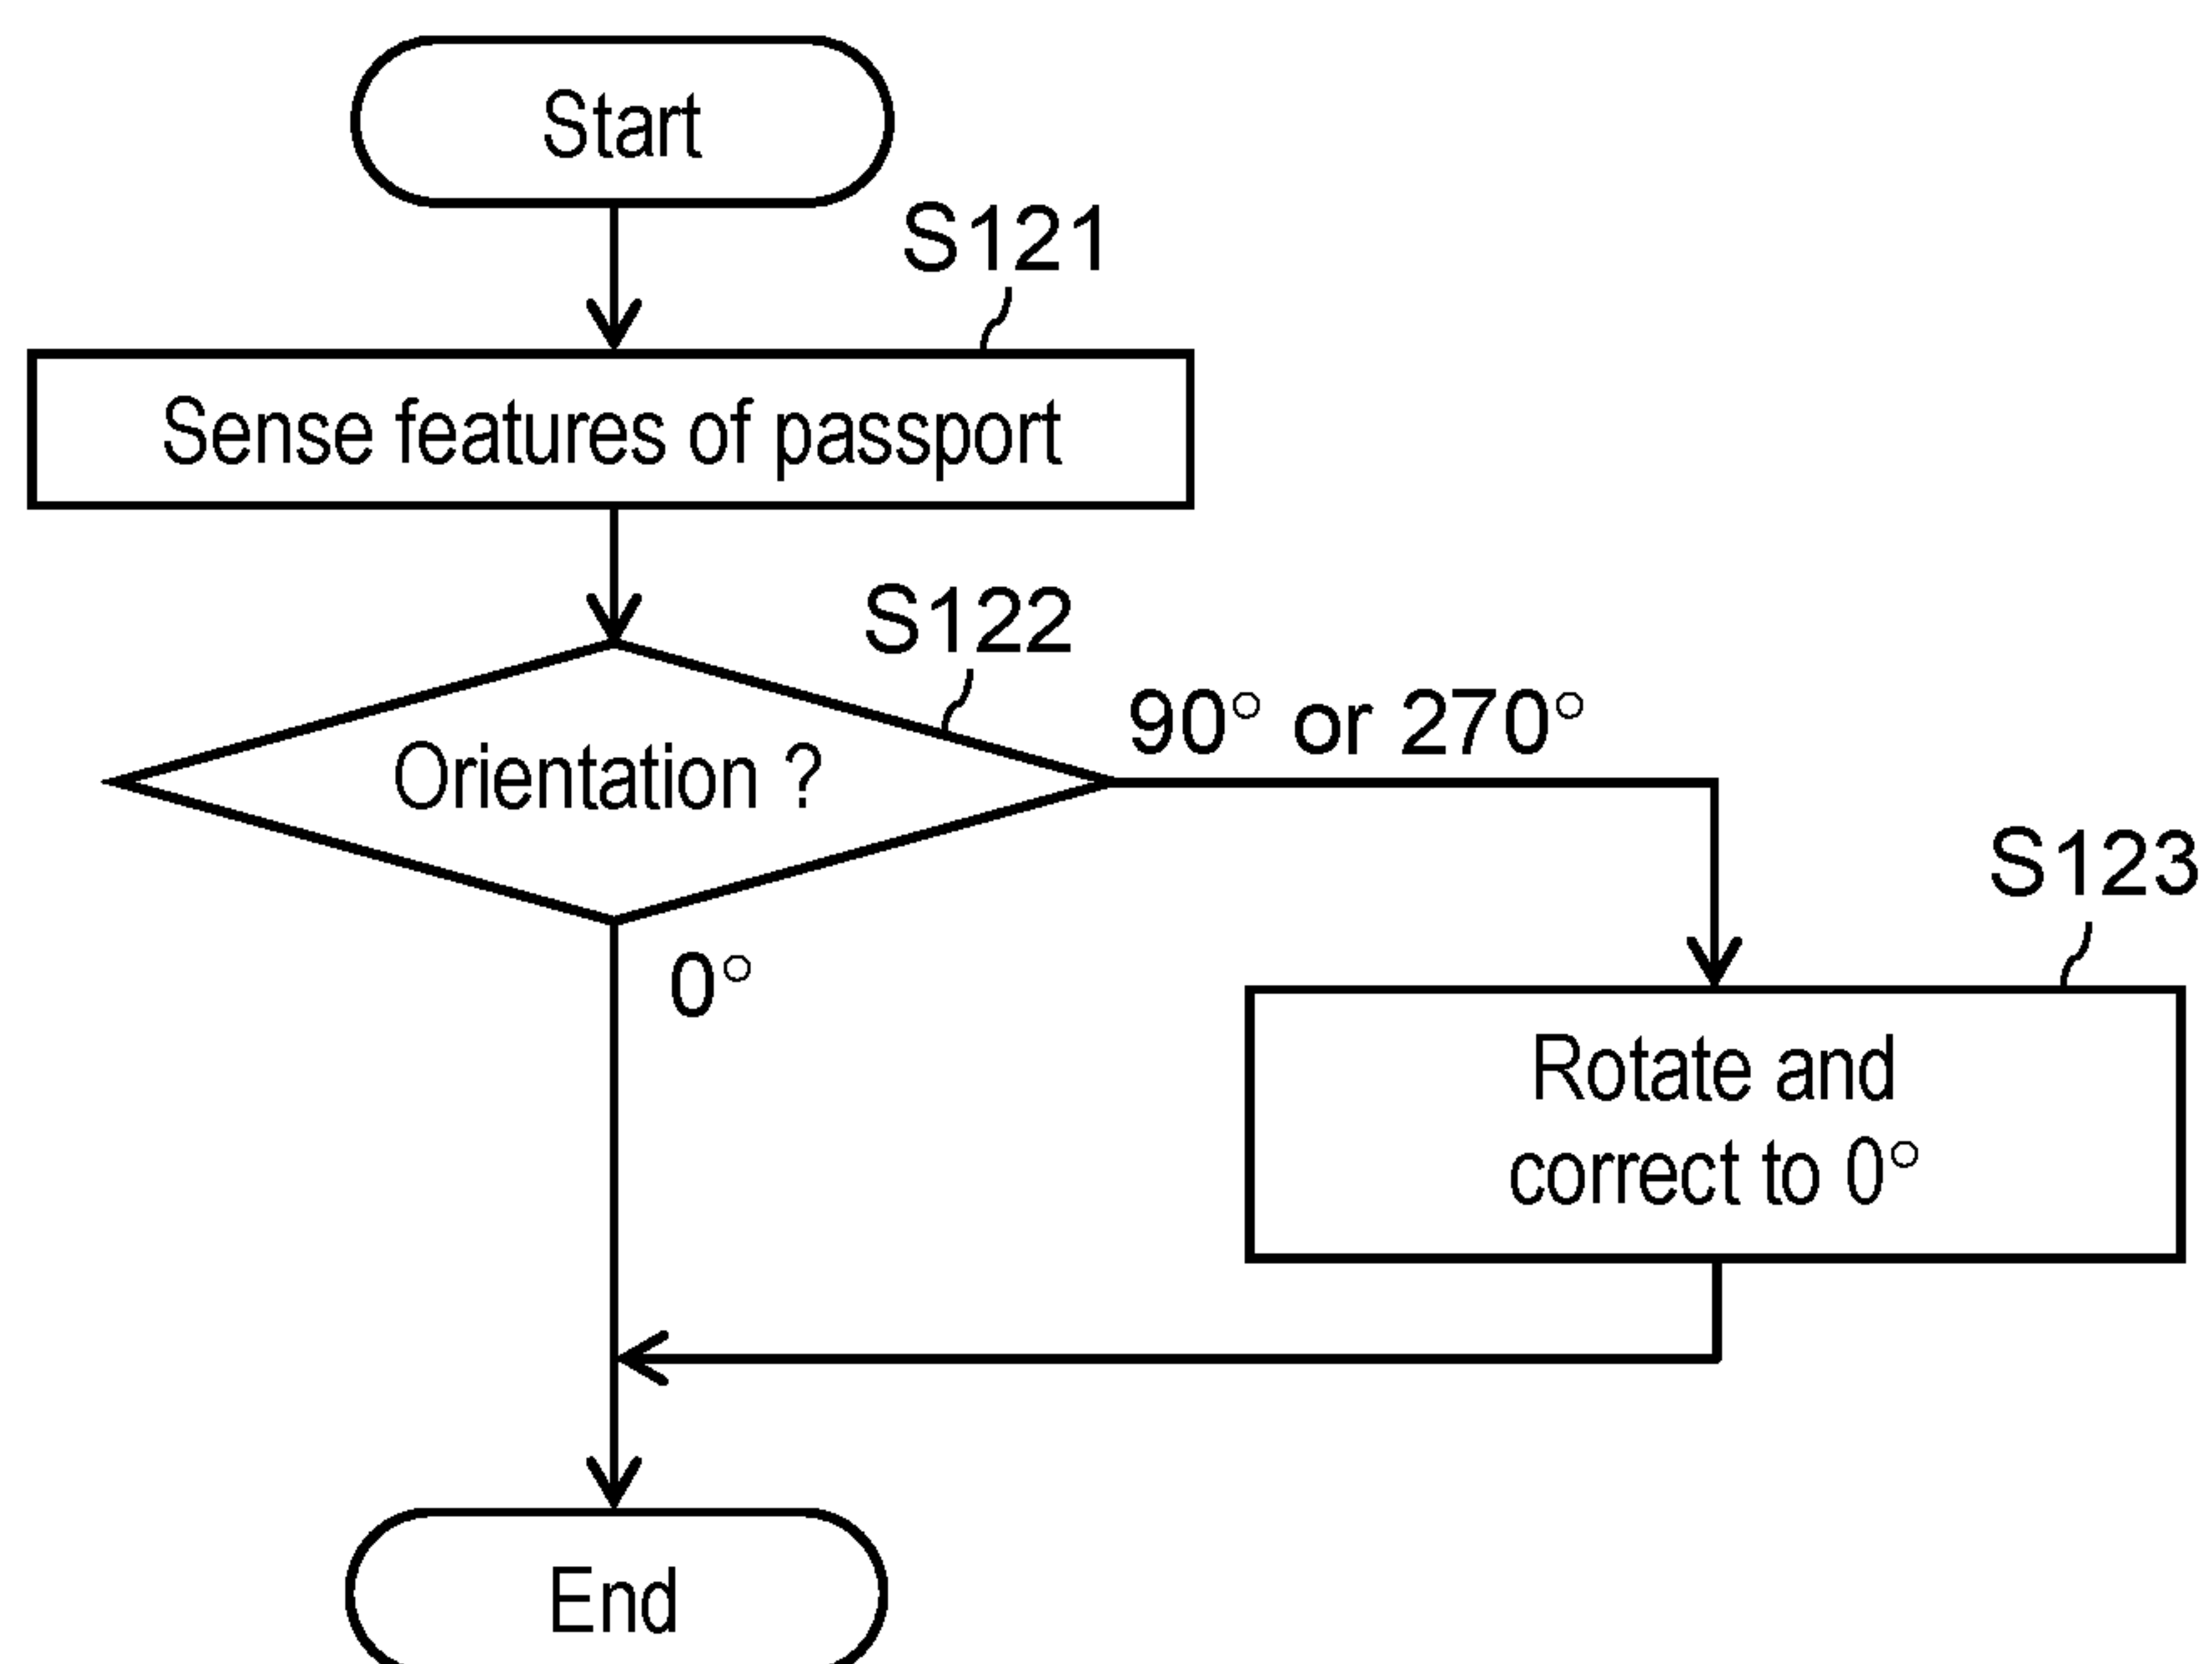 Start
S121
Sense features of passport
S122
Orientation ?
90° or 270°
0°
S123
Rotate and
correct to 0°
End